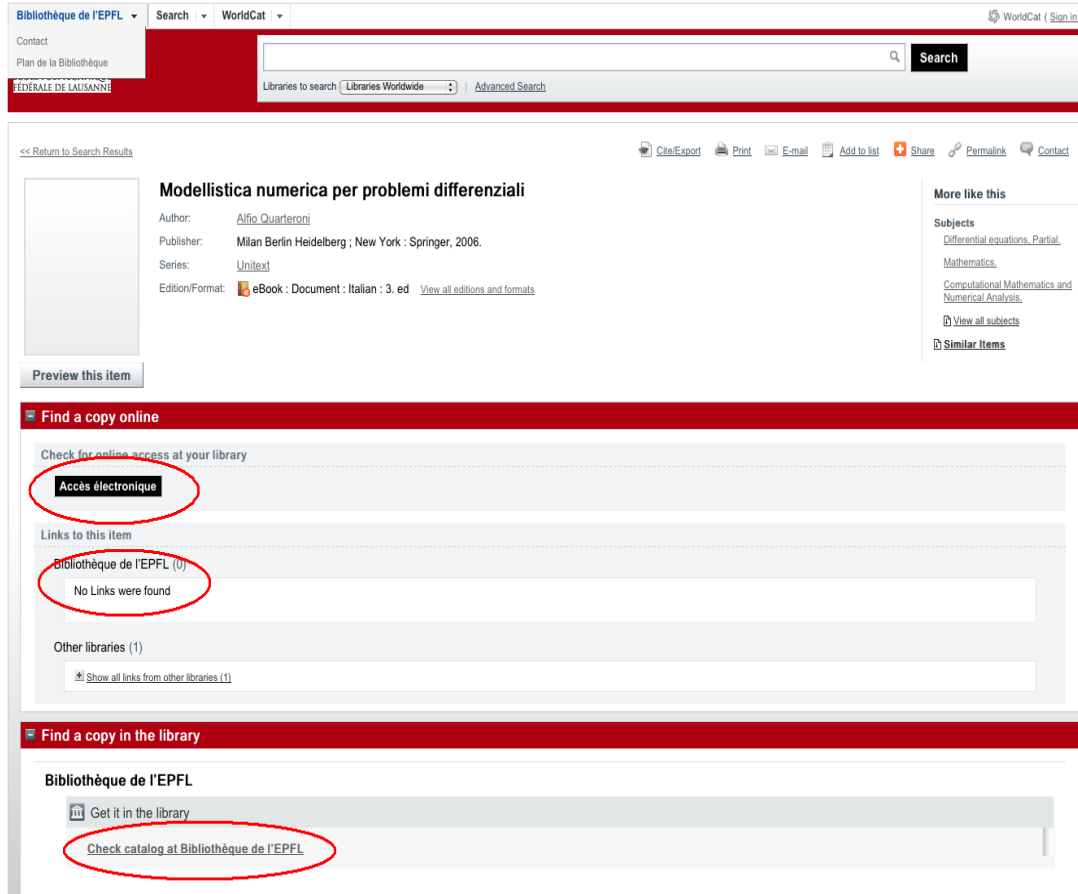 Bibliothèque de l'EPFL Search WorldCat WorldCat ( Sign in
Contact
Plan de la Bibliothèque
FÉDÉRALE DE LAUSANNE
Search
Libraries to search Libraries Worldwide | Advanced Search
<< Return to Search Results Cite/Export Print E-mail Add to list Share Permalink Contact
Modellistica numerica per problemi differenziali
Author: Alfio Quarteroni
Publisher: Milan Berlin Heidelberg ; New York : Springer, 2006.
Series: Unitext
Edition/Format: eBook : Document : Italian : 3. ed View all editions and formats
More like this
Subjects
Differential equations, Partial.
Mathematics.
Computational Mathematics and
Numerical Analysis.
View all subjects
Similar Items
Preview this item
Find a copy online
Check for online access at your library
Accès électronique
Links to this item
Bibliothèque de l'EPFL (0)
No Links were found
Other libraries (1)
Show all links from other libraries (1)
Find a copy in the library
Bibliothèque de l'EPFL
Get it in the library
Check catalog at Bibliothèque de l'EPFL